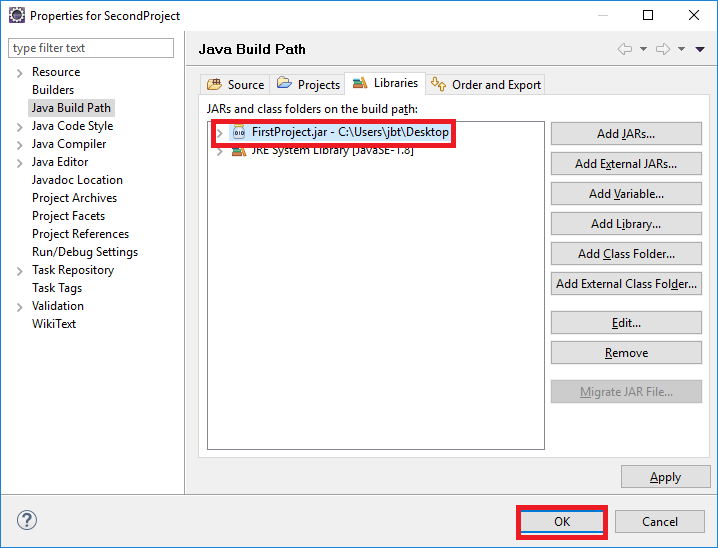 Properties for SecondProject
type filter text
Resource
Builders
Java Build Path
Java Code Style
Java Compiler
Java Editor
Javadoc Location
Project Archives
Project Facets
Project References
Run/Debug Settings
Task Repository
Task Tags
Validation
WikiText
Java Build Path
Source Projects Libraries Order and Export
JARs and class folders on the build path:
FirstProject.jar - C:\Users\jbt\Desktop
JRE System Library [JavaSE-1.8]
Add JARs...
Add External JARs...
Add Variable...
Add Library...
Add Class Folder...
Add External Class Folder...
Edit...
Remove
Migrate JAR File...
Apply
OK Cancel